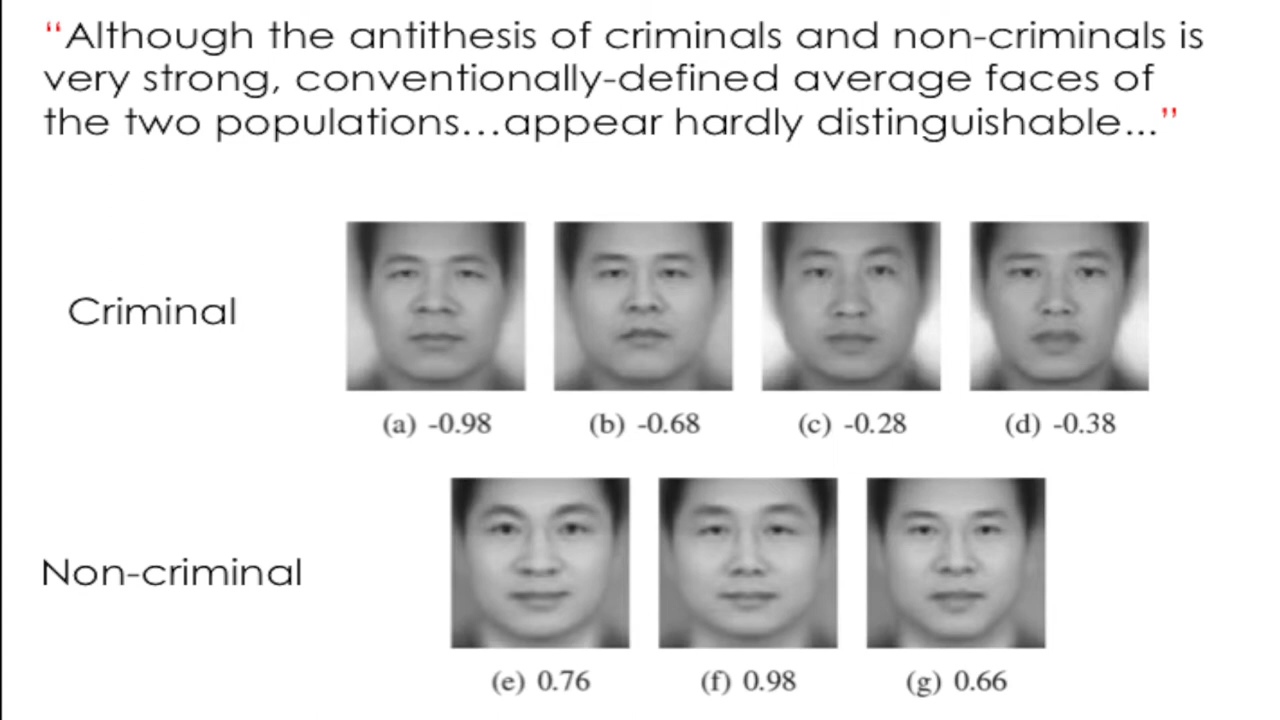 “Although the antithesis of criminals and non-criminals is
very strong, conventionally-defined average faces of
the two populations...appear hardly distinguishable...”
Criminal
(a) -0.98 (b) -0.68 (c) -0.28 (d) -0.38
Non-criminal
(e) 0.76 (f) 0.98 (g) 0.66